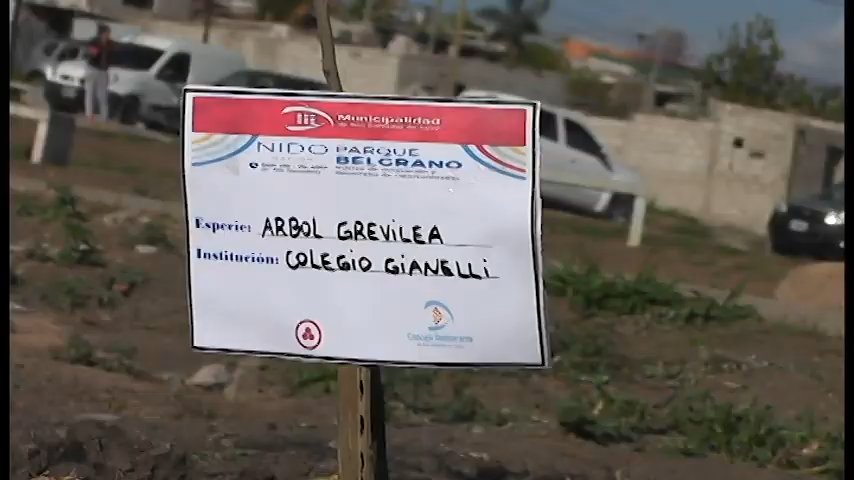 Municipalidad
NIDO PARQUE
BELGRANO
Especie: ARBOL GREVILEA
Institución: COLEGIO GIANELLI